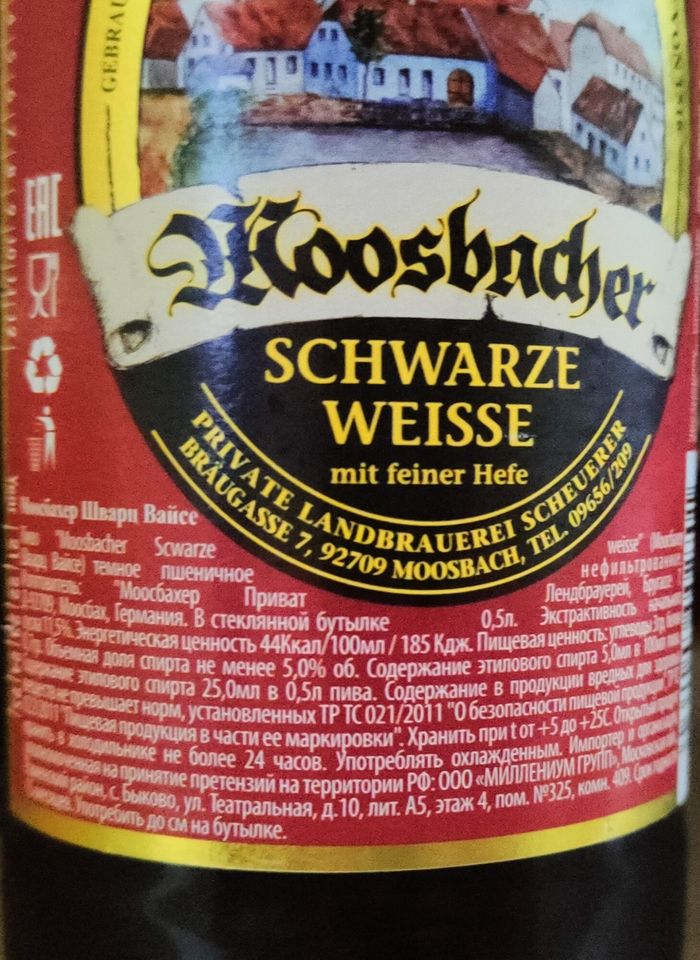 GEBRAU
EAC
Moosbacher
SCHWARZE
WEISSE
mit feiner Hefe
PRIVATE LANDBRAUEREI SCHEUERER
BRÄUGASSE 7, 92709 MOOSBACH, TEL. 09656/209
Моосбахер Шварц Вайсе
"Moosbacher Scwarze weisse"
Вайсе) темное пшеничное нефильтрованн
"Моосбахер Приват Лендбрауерей,
Моосбах, Германия. В стеклянной бутылке 0,5л. Экстрактивность
Энергетическая ценность 44Ккал/100мл / 185 Кдж. Пищевая ценность: углеводы
Объемная доля спирта не менее 5,0% об. Содержание этилового спирта 5,0мл в 100мл
этилового спирта 25,0мл в 0,5л пива. Содержание в продукции вредных для
не превышает норм, установленных ТР ТС 021/2011 "О безопасности пищевой продукции"
"Пищевая продукция в части ее маркировки". Хранить при t от +5 до +25С. Открытую
в холодильнике не более 24 часов. Употреблять охлажденным. Импортер и
на принятие претензий на территории РФ: ООО «МИЛЛЕНИУМ ГРУПП», Московская
район, с. Быково, ул. Театральная, д.10, лит. А5, этаж 4, пом. №325, комн. 409. Срок
Употребить до см на бутылке.